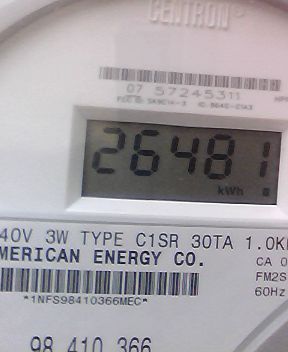 CENTRON®
07 57245311
26481
kWh
40V 3W TYPE C1SR 30TA 1.0K
MERICAN ENERGY CO.
CA 0
FM2S
60Hz
*1NFS98410366MEC*
98 410 366